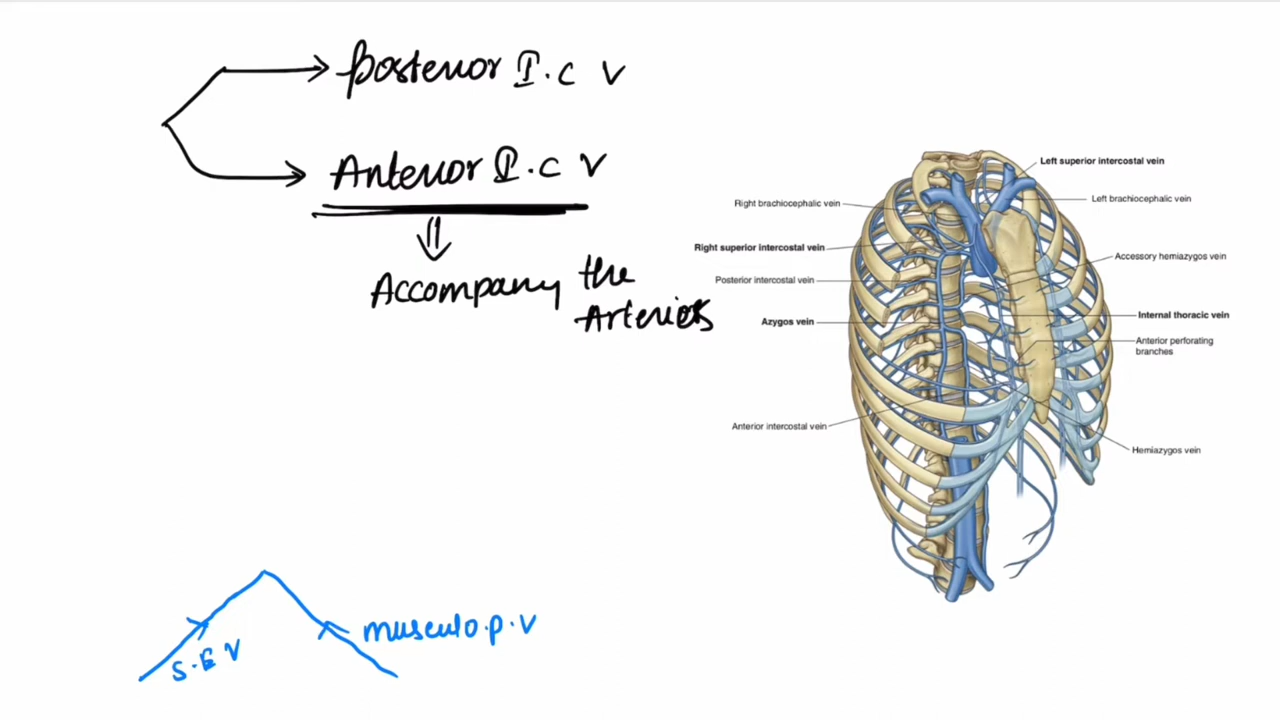 Posterior I.C V
Anterior I.C V
Accompany the
Arteries
S.E V
musculo.p.V
Left superior intercostal vein
Right brachiocephalic vein
Left brachiocephalic vein
Right superior intercostal vein
Accessory hemiazygos vein
Posterior intercostal vein
Azygos vein
Internal thoracic vein
Anterior perforating
branches
Anterior intercostal vein
Hemiazygos vein